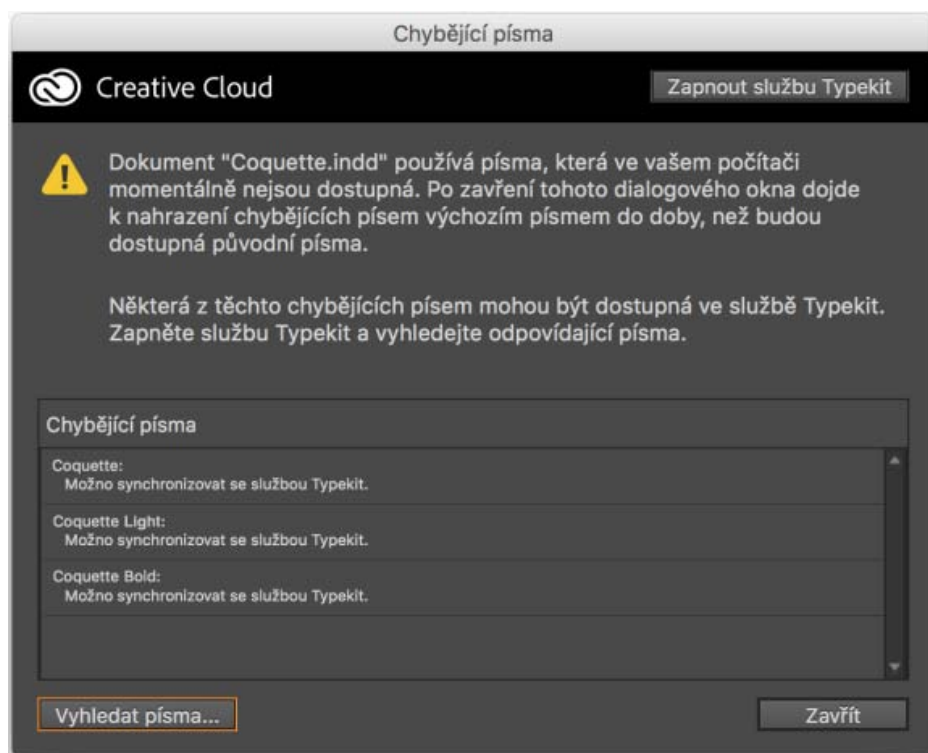 Chybějící písma
Creative Cloud
Zapnout službu Typekit
Dokument "Coquette.indd" používá písma, která ve vašem počítači
momentálně nejsou dostupná. Po zavření tohoto dialogového okna dojde
k nahrazení chybějících písem výchozím písmem do doby, než budou
dostupná původní písma.
Některá z těchto chybějících písem mohou být dostupná ve službě Typekit.
Zapněte službu Typekit a vyhledejte odpovídající písma.
Chybějící písma
Coquette:
Možno synchronizovat se službou Typekit.
Coquette Light:
Možno synchronizovat se službou Typekit.
Coquette Bold:
Možno synchronizovat se službou Typekit.
Vyhledat písma...
Zavřít